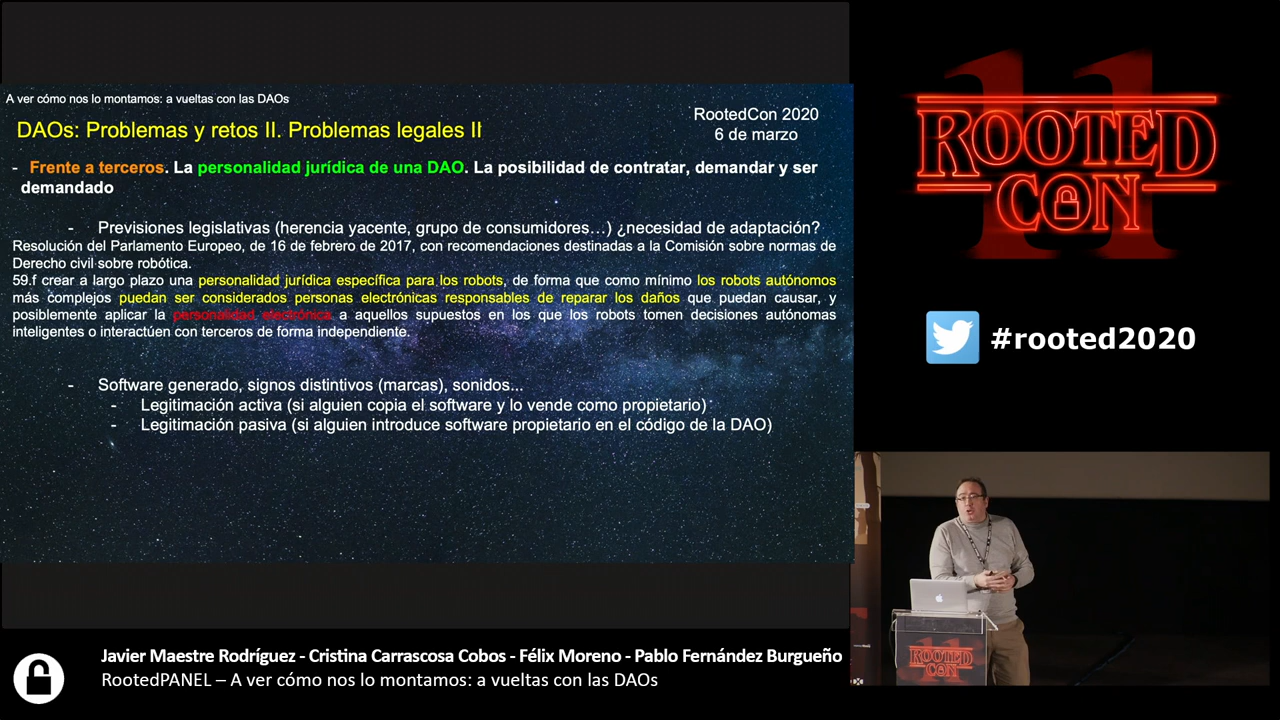 A ver cómo nos lo montamos: a vueltas con las DAOs
RootedCon 2020
6 de marzo
DAOs: Problemas y retos II. Problemas legales II
- Frente a terceros. La personalidad jurídica de una DAO. La posibilidad de contratar, demandar y ser
demandado
- Previsiones legislativas (herencia yacente, grupo de consumidores…) ¿necesidad de adaptación?
Resolución del Parlamento Europeo, de 16 de febrero de 2017, con recomendaciones destinadas a la Comisión sobre normas de
Derecho civil sobre robótica.
59.f crear a largo plazo una personalidad jurídica específica para los robots, de forma que como mínimo los robots autónomos
más complejos puedan ser considerados personas electrónicas responsables de reparar los daños que puedan causar, y
posiblemente aplicar la personalidad electrónica a aquellos supuestos en los que los robots tomen decisiones autónomas
inteligentes o interactúen con terceros de forma independiente.
- Software generado, signos distintivos (marcas), sonidos...
- Legitimación activa (si alguien copia el software y lo vende como propietario)
- Legitimación pasiva (si alguien introduce software propietario en el código de la DAO)
11
ROOTED
CON
#rooted2020
11
ROOTED
CON
Javier Maestre Rodríguez - Cristina Carrascosa Cobos - Félix Moreno - Pablo Fernández Burgueño
RootedPANEL – A ver cómo nos lo montamos: a vueltas con las DAOs